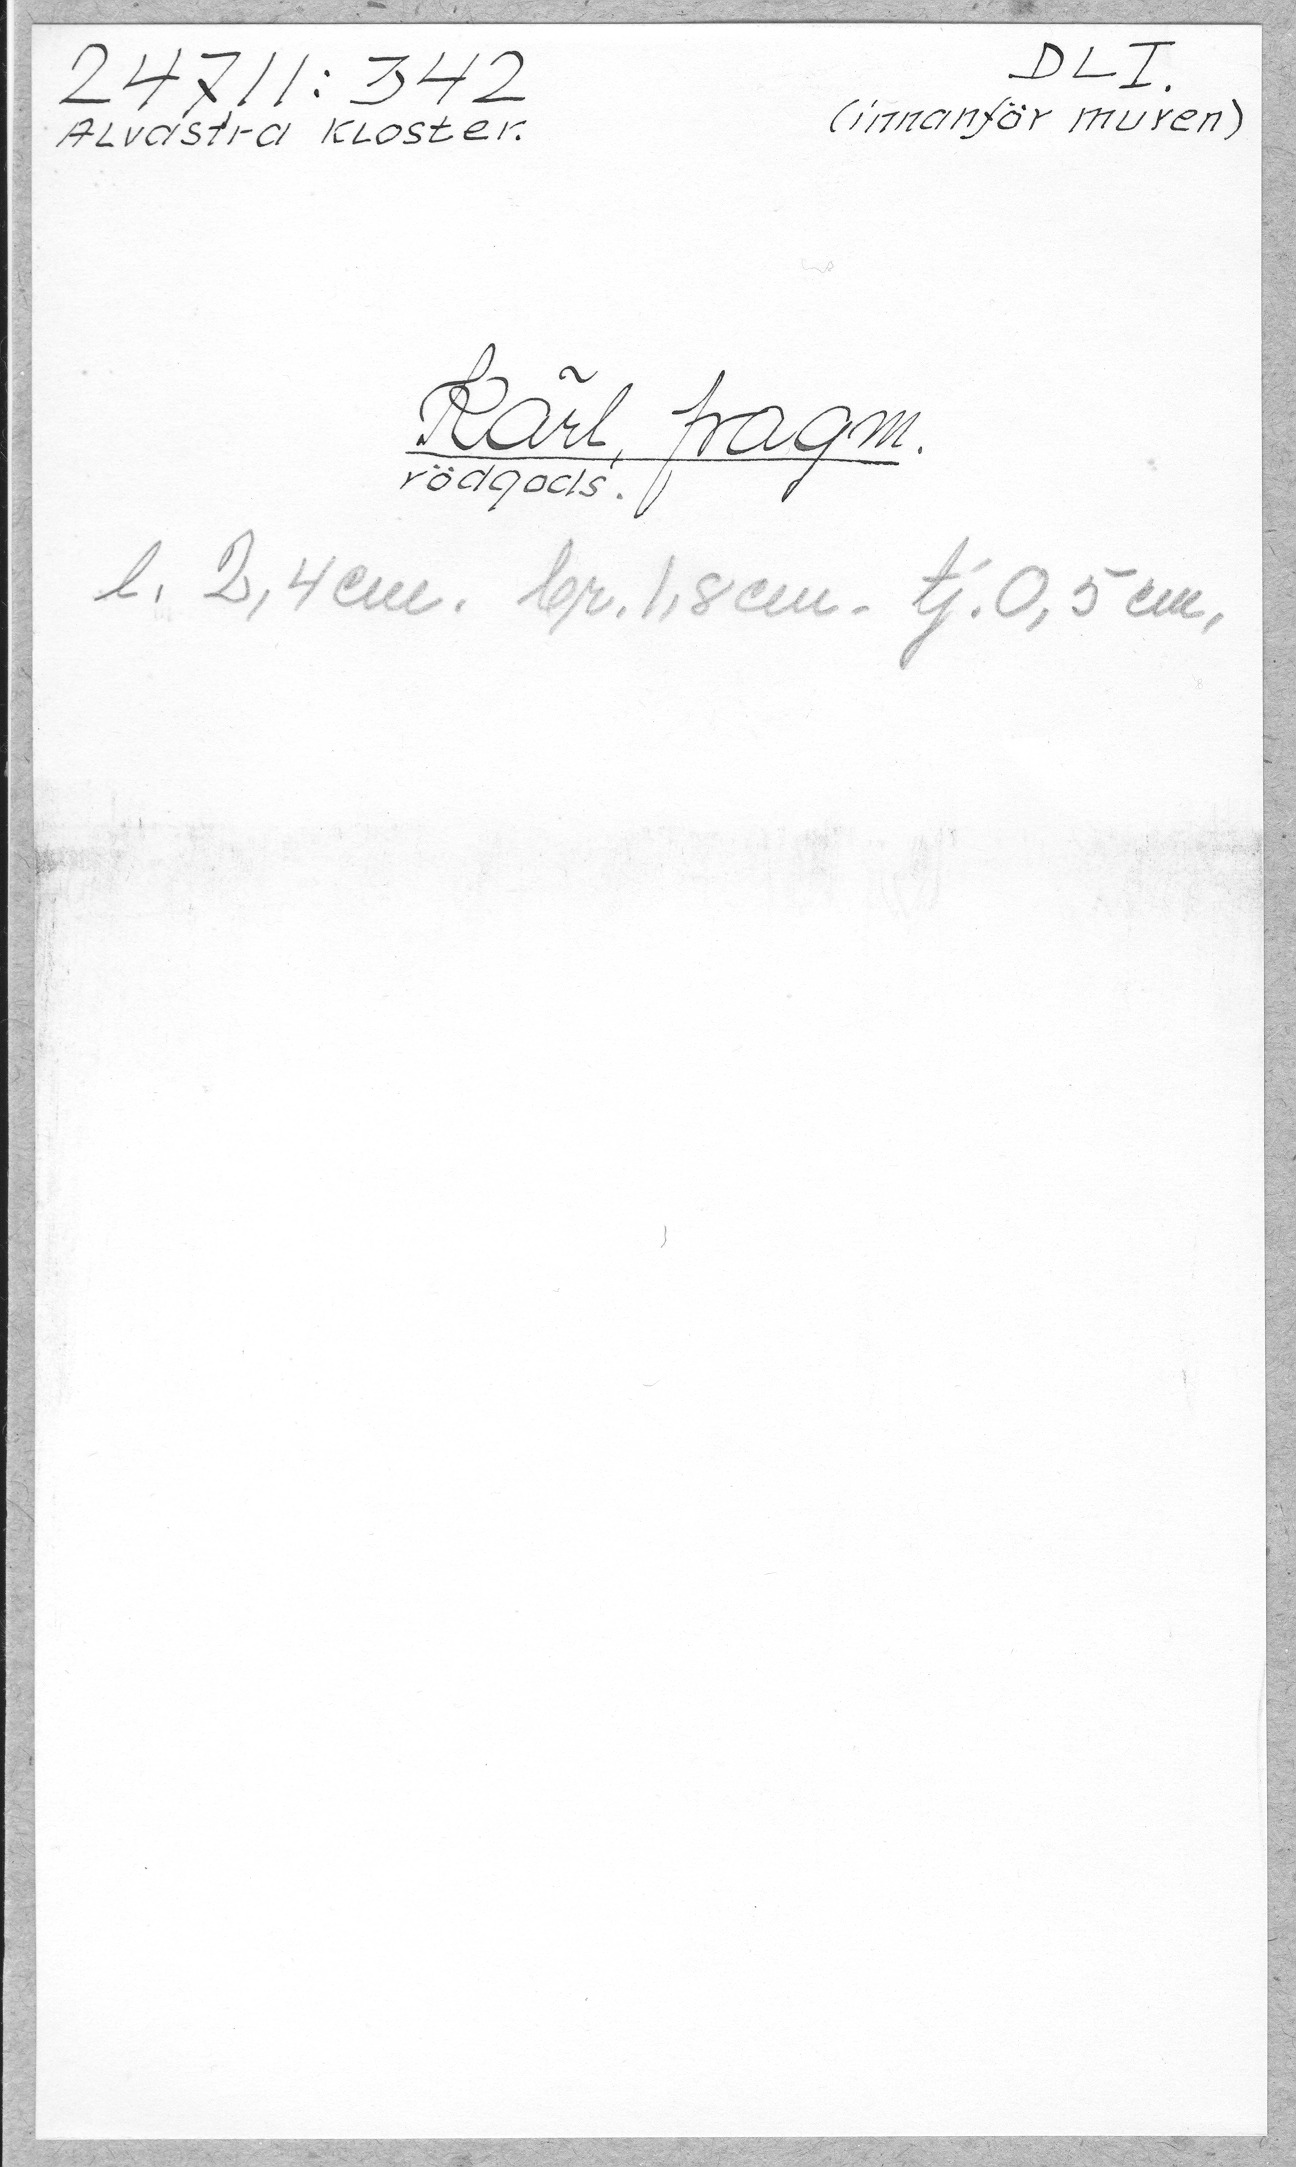 24711:342
Alvastra Kloster.
DLI.
(innanför muren)
Kärl, fragm.
rödgods.
l. 2,4 cm. br. 1,8 cm. tj. 0,5 cm.